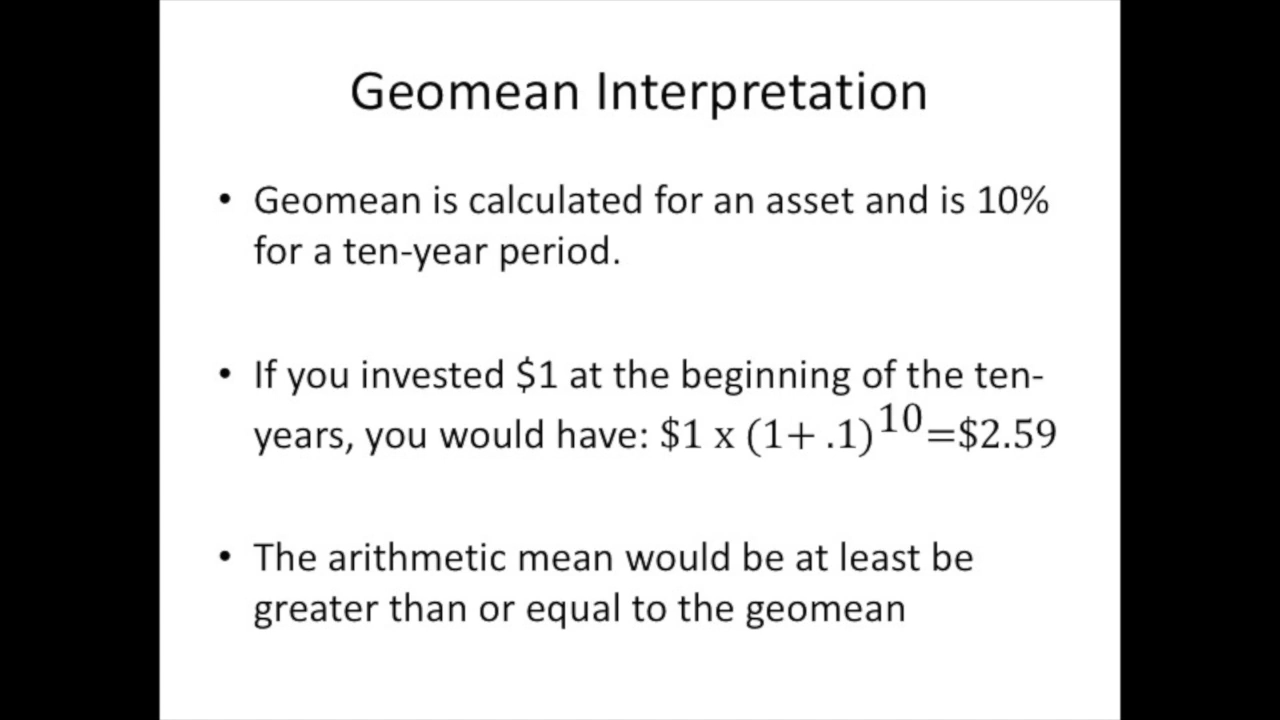 Geomean Interpretation
• Geomean is calculated for an asset and is 10%
for a ten-year period.
• If you invested $1 at the beginning of the ten-
years, you would have: $1 x (1+ .1)^10=$2.59
• The arithmetic mean would be at least be
greater than or equal to the geomean